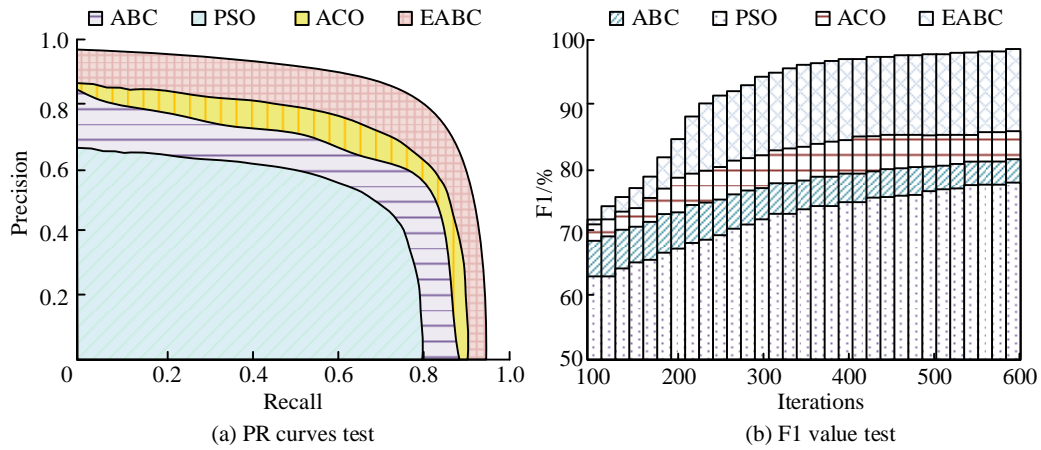 ABC PSO ACO EABC
1.0
0.8
0.6
0.4
0.2
0 0.2 0.4 0.6 0.8 1.0
Precision
Recall
(a) PR curves test
ABC PSO ACO EABC
100
90
80
70
60
50
100 200 300 400 500 600
F1/%
Iterations
(b) F1 value test